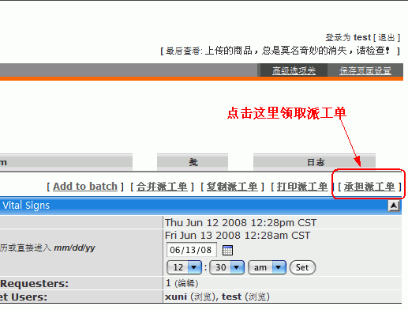 登录为 test [ 退出 ]
[ 最后查看: 上传的商品，总是莫名奇妙的消失，请检查！ ]
高级选项关 保存页面设置
点击这里领取派工单
m 批 日志
[ Add to batch ] [ 合并派工单 ] [ 复制派工单 ] [ 打印派工单 ] [ 承担派工单 ]
Vital Signs
Thu Jun 12 2008 12:28pm CST
Fri Jun 13 2008 12:28am CST
历或直接进入 mm/dd/yy 06/13/08
12 : 30 am Set
Requesters: 1 (编辑)
et Users: xuni (浏览), test (浏览)